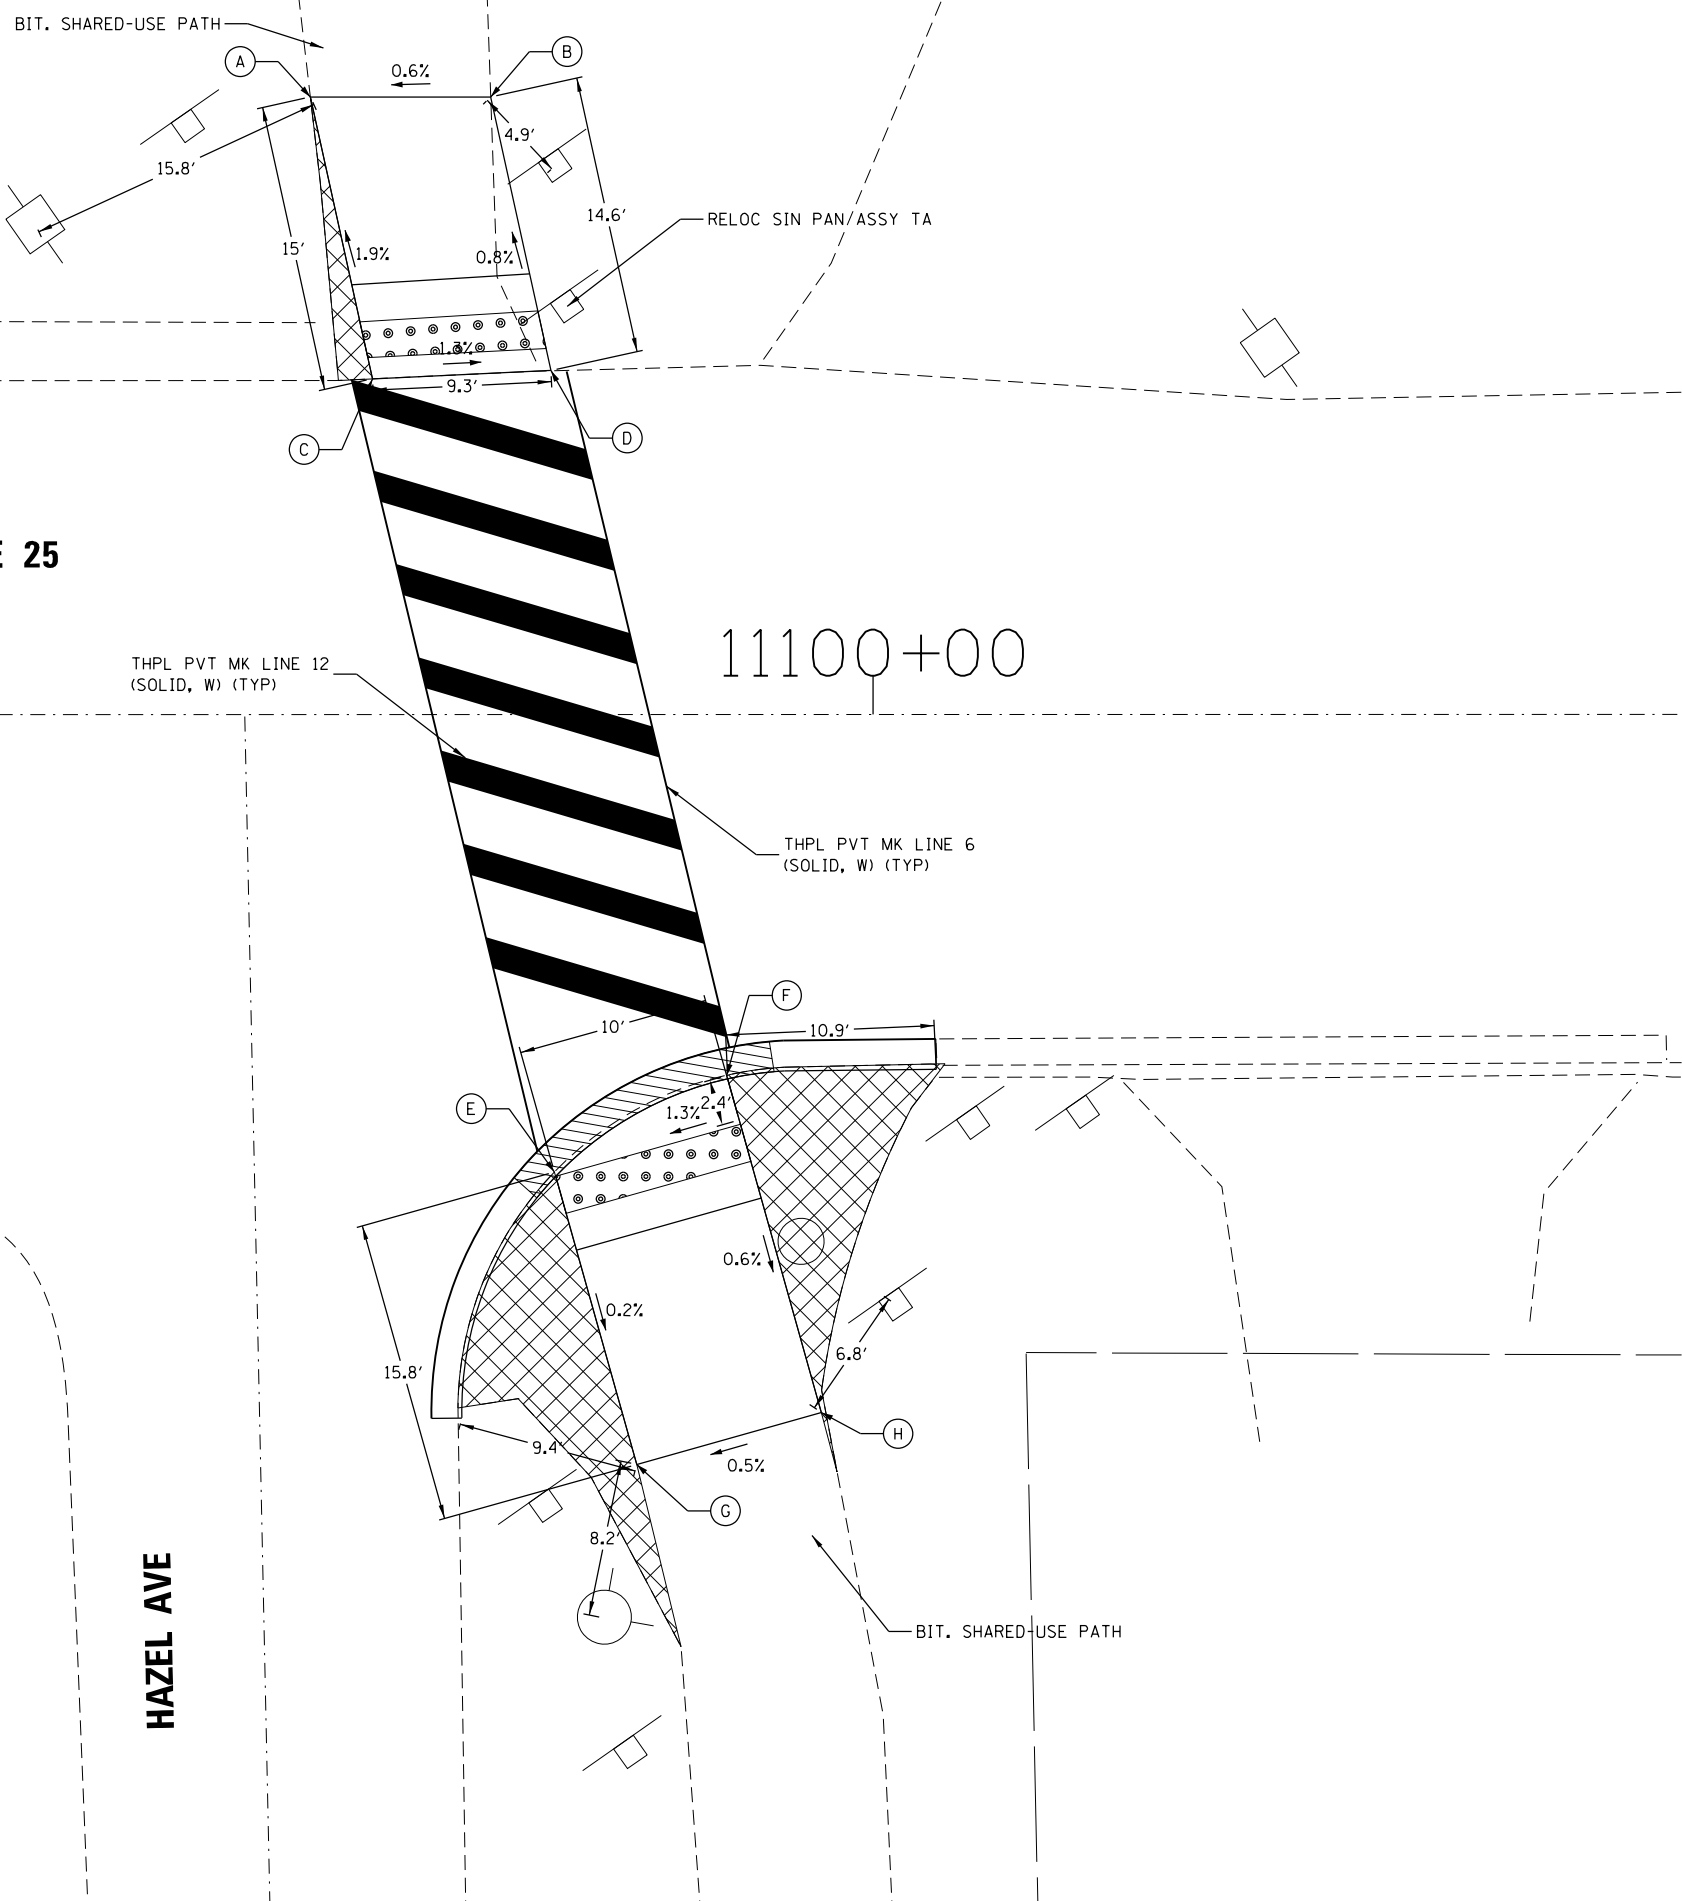 BIT. SHARED-USE PATH
A
B
0.6%
4.9'
15.8'
14.6'
RELOC SIN PAN/ASSY TA
15'
1.9%
0.8%
1.3%
9.3'
C
D
E 25
11100+00
THPL PVT MK LINE 12
(SOLID, W) (TYP)
THPL PVT MK LINE 6
(SOLID, W) (TYP)
F
10'
10.9'
E
1.3%
2.4'
0.6%
0.2%
15.8'
6.8'
H
9.4'
0.5%
G
8.2'
HAZEL AVE
BIT. SHARED-USE PATH